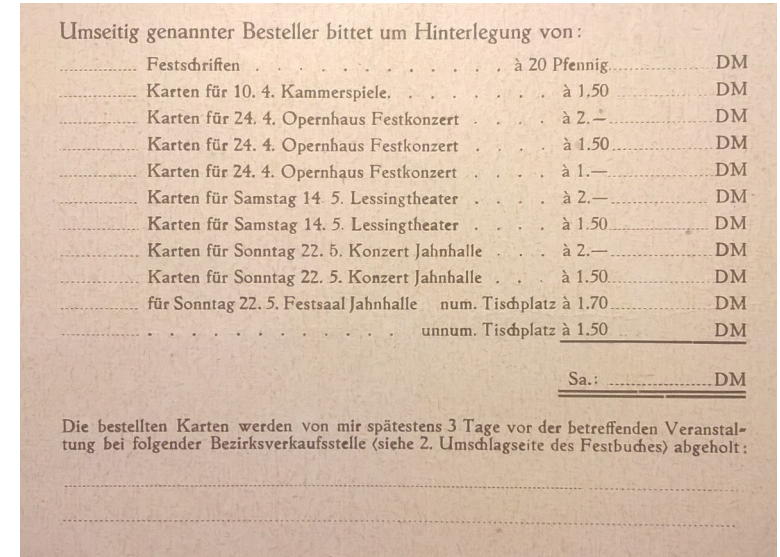 Umseitig genannter Besteller bittet um Hinterlegung von:
Festschriften . . . . . . . . . . . . à 20 Pfennig DM
Karten für 10. 4. Kammerspiele. . . . . . . . à 1.50 DM
Karten für 24. 4. Opernhaus Festkonzert . . . . à 2.— DM
Karten für 24. 4. Opernhaus Festkonzert . . . . à 1.50 DM
Karten für 24. 4. Opernhaus Festkonzert . . . . à 1.— DM
Karten für Samstag 14. 5. Lessingtheater . . . . à 2.— DM
Karten für Samstag 14. 5. Lessingtheater . . . . à 1.50 DM
Karten für Sonntag 22. 5. Konzert Jahnhalle . . . à 2.— DM
Karten für Sonntag 22. 5. Konzert Jahnhalle . . . à 1.50 DM
für Sonntag 22. 5. Festsaal Jahnhalle num. Tischplatz à 1.70 DM
. . . . . . . . . . . . unnum. Tischplatz à 1.50 DM
Sa.: DM
Die bestellten Karten werden von mir spätestens 3 Tage vor der betreffenden Veranstal-
tung bei folgender Bezirksverkaufsstelle (siehe 2. Umschlagseite des Festbuches) abgeholt: